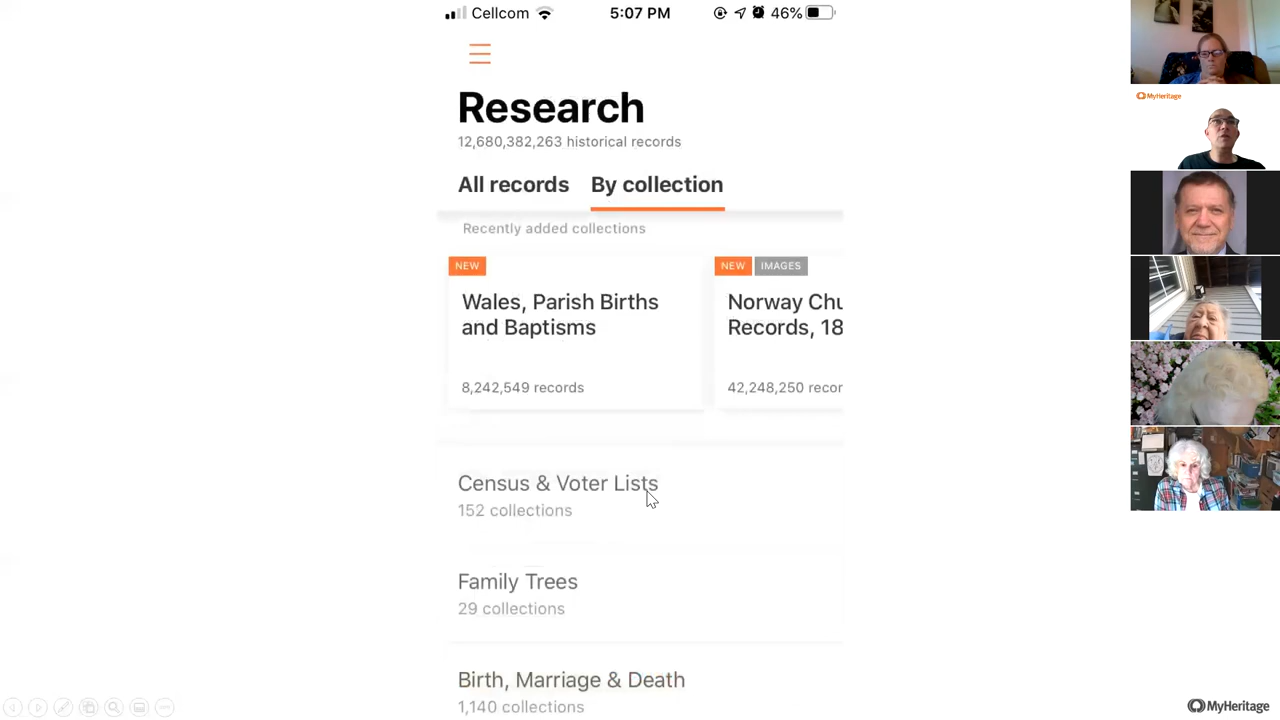 Cellcom 5:07 PM 46%
Research
12,680,382,263 historical records
All records By collection
Recently added collections
NEW
Wales, Parish Births
and Baptisms
8,242,549 records
NEW IMAGES
Norway Chu
Records, 18
42,248,250 recor
Census & Voter Lists
152 collections
Family Trees
29 collections
Birth, Marriage & Death
1,140 collections
MyHeritage
MyHeritage